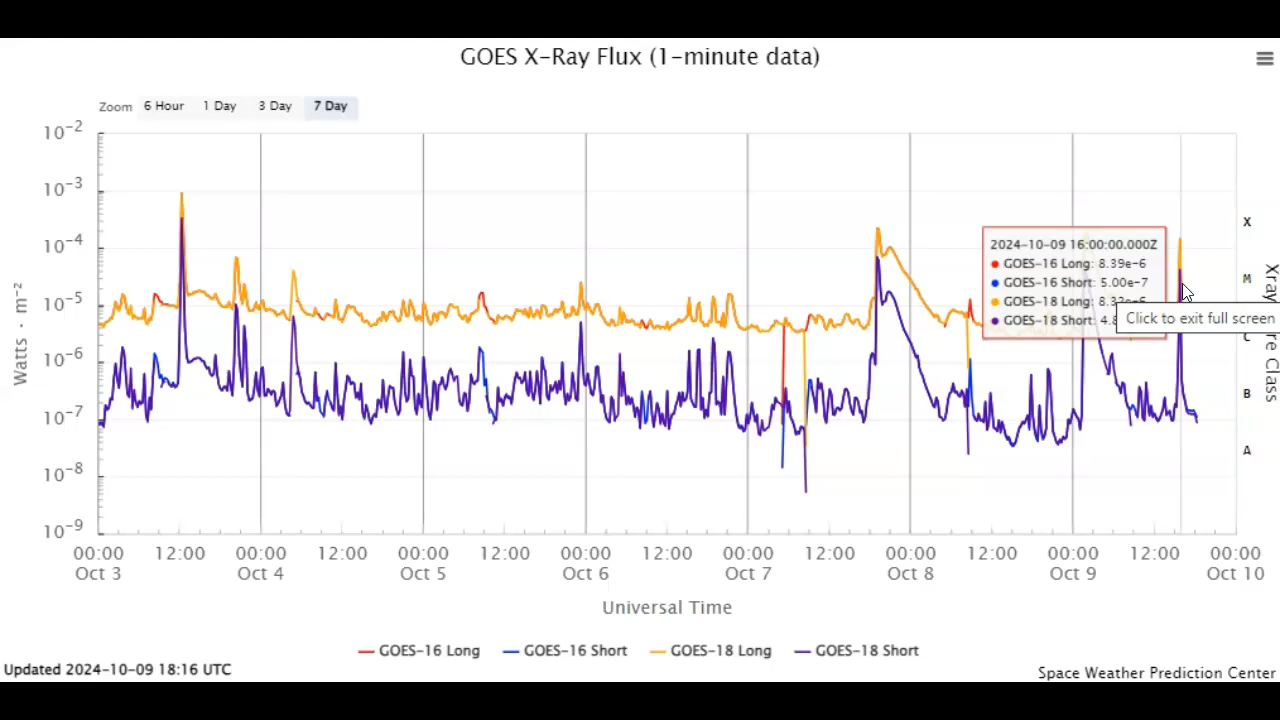 GOES X-Ray Flux (1-minute data)
Zoom 6 Hour 1 Day 3 Day 7 Day
10⁻²
10⁻³
10⁻⁴
10⁻⁵
10⁻⁶
10⁻⁷
10⁻⁸
10⁻⁹
Watts · m⁻²
X
M
C
B
A
Xray
re Class
2024-10-09 16:00:00.000Z
GOES-16 Long: 8.39e-6
GOES-16 Short: 5.00e-7
GOES-18 Long:
GOES-18 Short: 4.8
Click to exit full screen
00:00 12:00 00:00 12:00 00:00 12:00 00:00 12:00 00:00 12:00 00:00 12:00 00:00 12:00 00:00
Oct 3 Oct 4 Oct 5 Oct 6 Oct 7 Oct 8 Oct 9 Oct 10
Universal Time
GOES-16 Long GOES-16 Short GOES-18 Long GOES-18 Short
Updated 2024-10-09 18:16 UTC
Space Weather Prediction Center